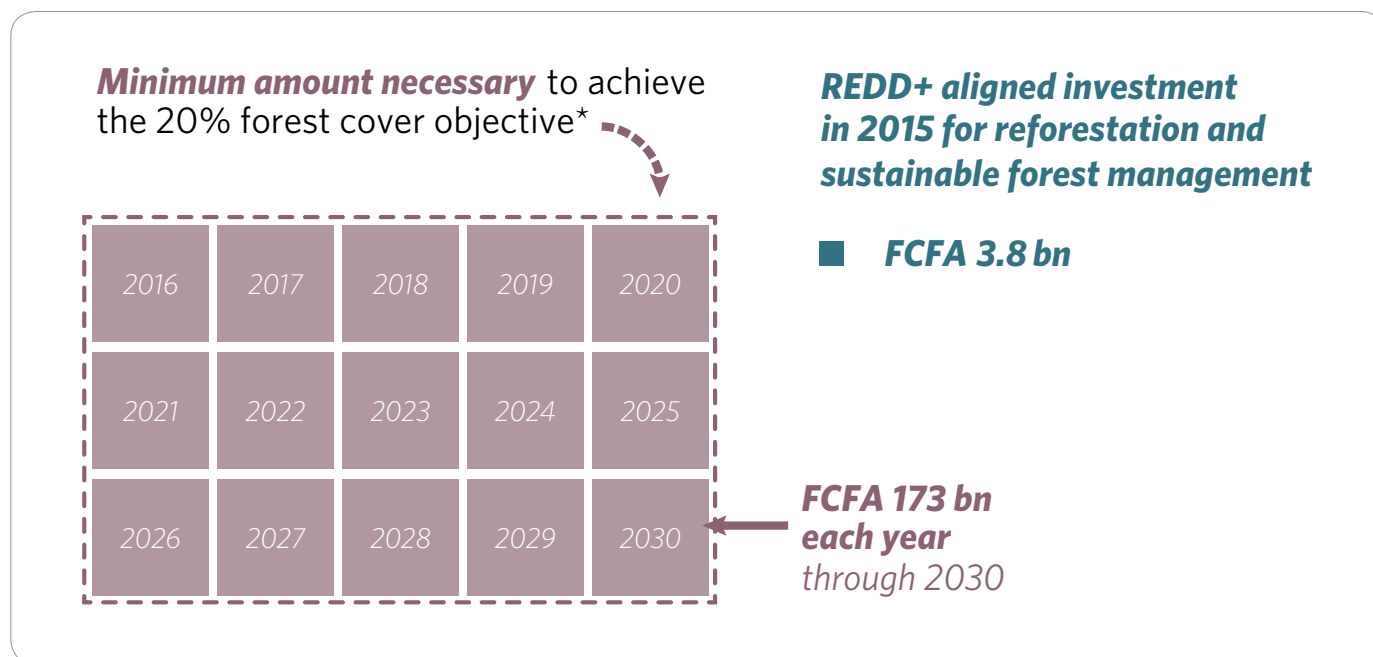 Minimum amount necessary to achieve
the 20% forest cover objective*
REDD+ aligned investment
in 2015 for reforestation and
sustainable forest management
FCFA 3.8 bn
2016 2017 2018 2019 2020
2021 2022 2023 2024 2025
2026 2027 2028 2029 2030
FCFA 173 bn
each year
through 2030